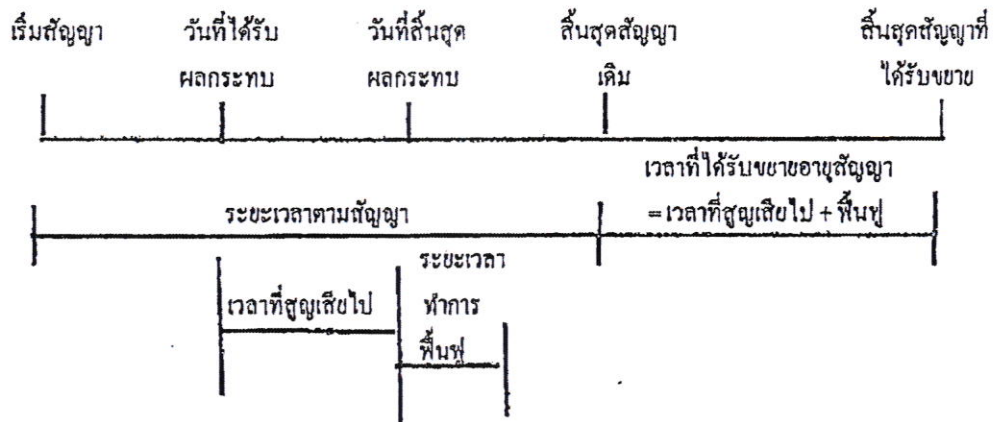 เริ่มสัญญา วันที่ได้รับ วันที่สิ้นสุด สิ้นสุดสัญญา สิ้นสุดสัญญาที่
ผลกระทบ ผลกระทบ เดิม ได้รับขยาย
เวลาที่ได้รับขยายอายุสัญญา
ระยะเวลาตามสัญญา =เวลาที่สูญเสียไป + ฟื้นฟู
ระยะเวลา
เวลาที่สูญเสียไป ทำการ
ฟื้นฟู